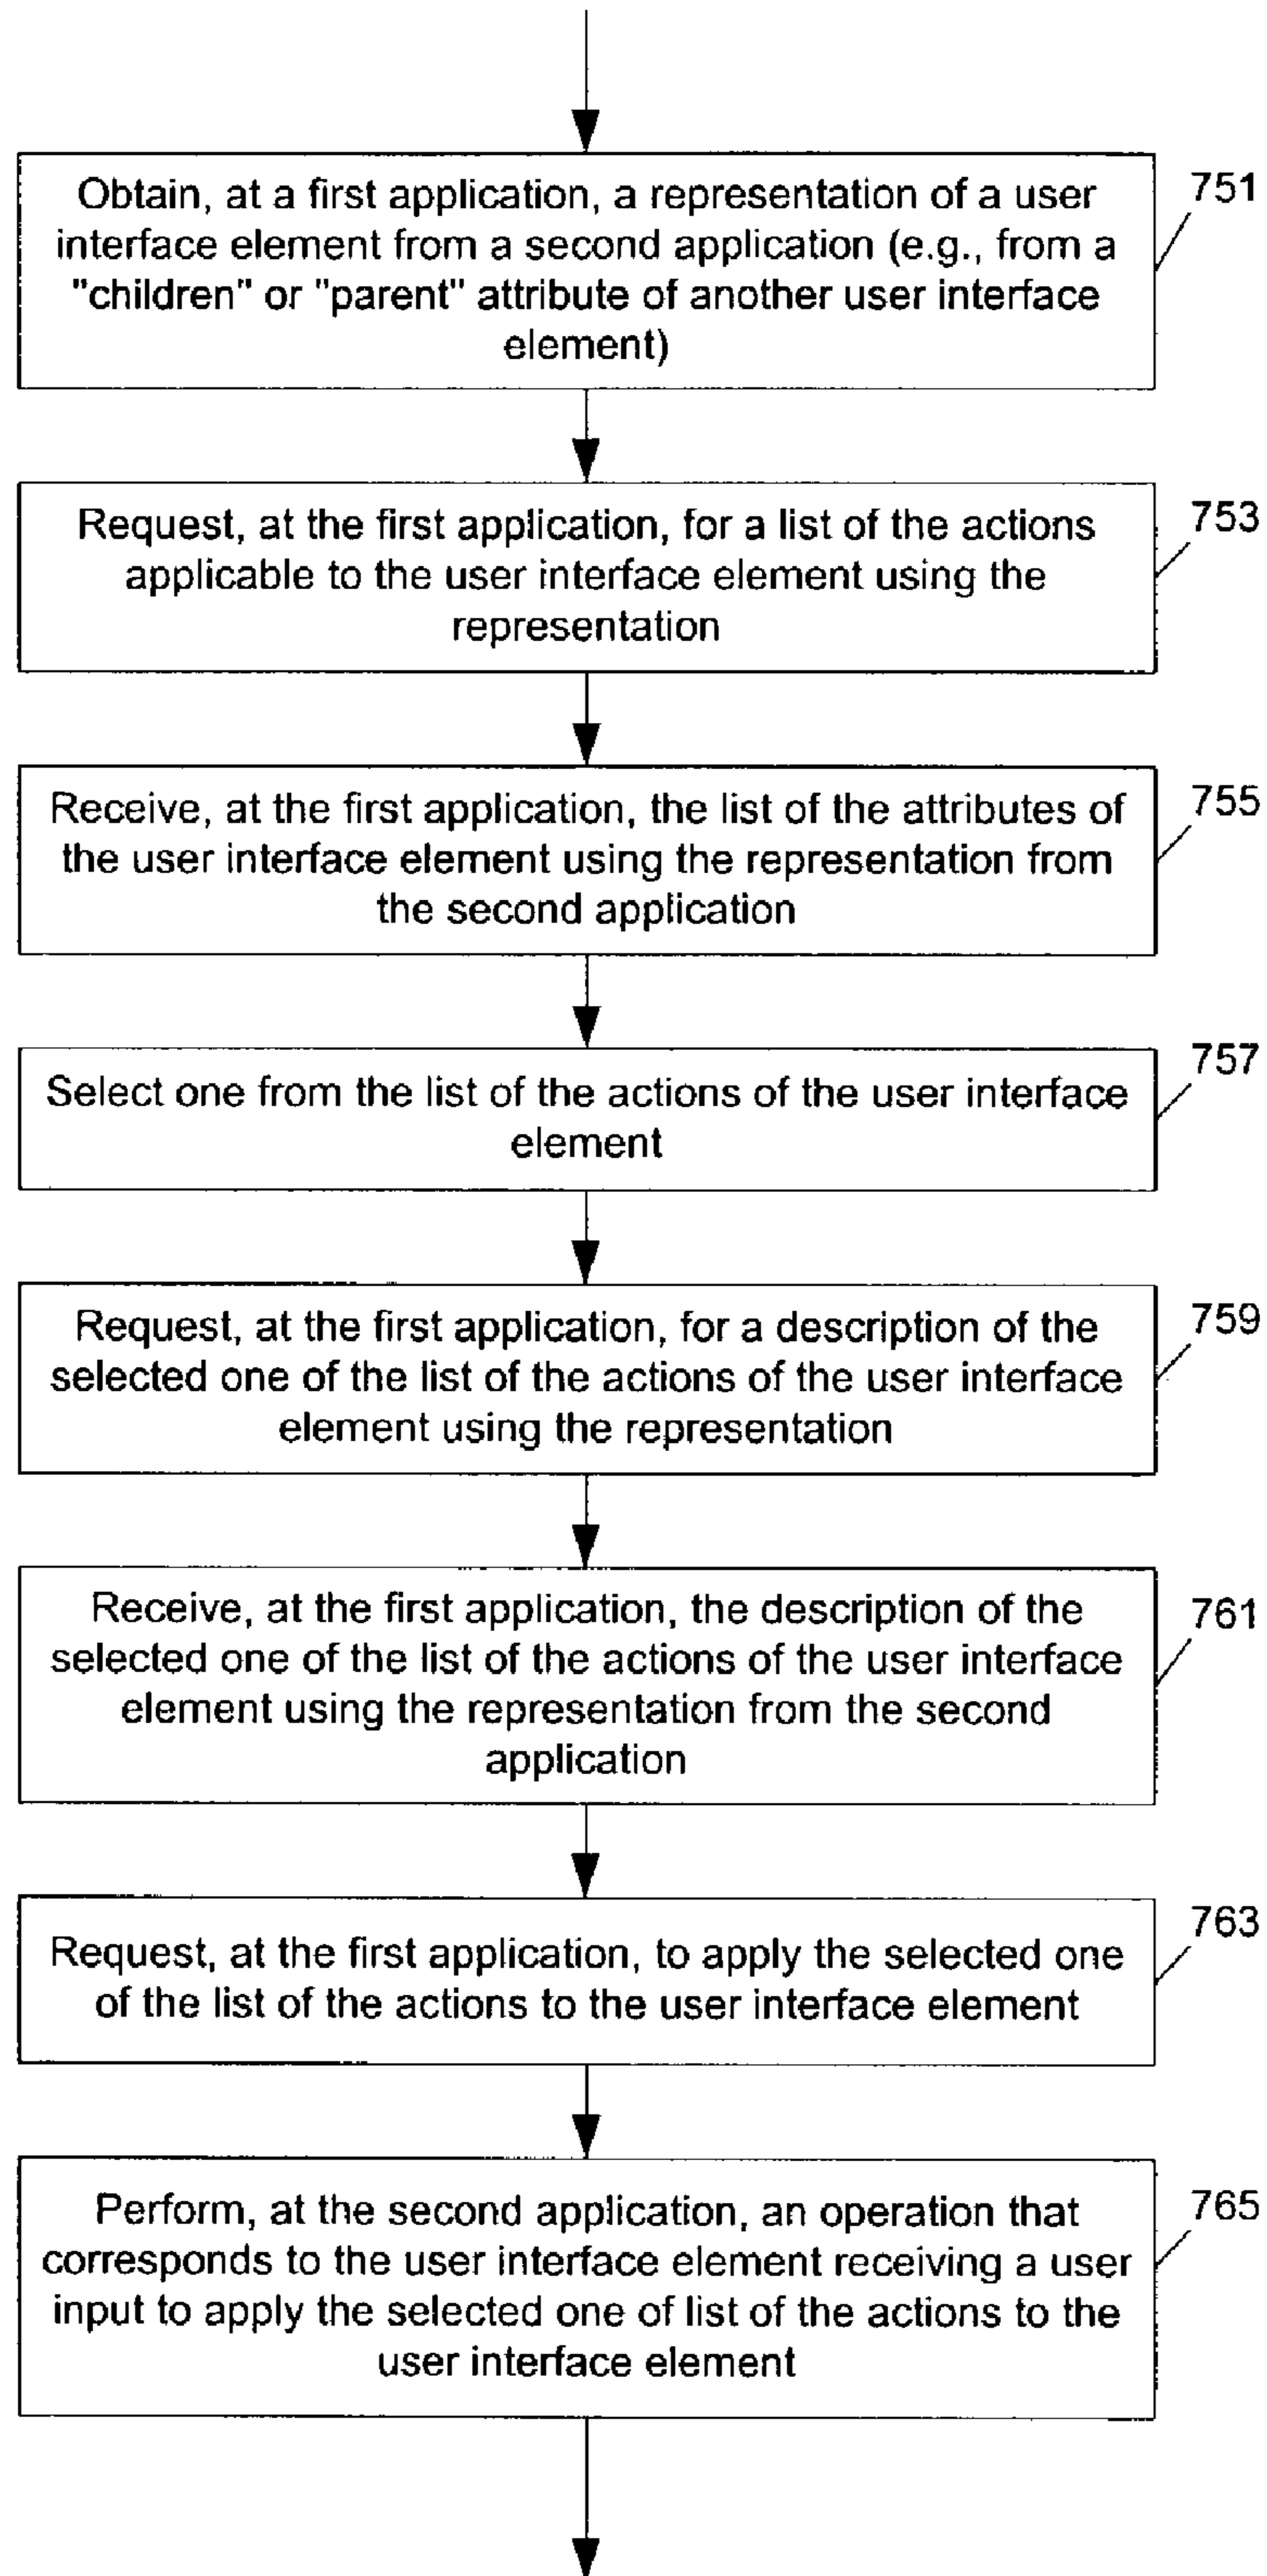 Obtain, at a first application, a representation of a user
interface element from a second application (e.g., from a
"children" or "parent" attribute of another user interface
element)
751
Request, at the first application, for a list of the actions
applicable to the user interface element using the
representation
753
Receive, at the first application, the list of the attributes of
the user interface element using the representation from
the second application
755
Select one from the list of the actions of the user interface
element
757
Request, at the first application, for a description of the
selected one of the list of the actions of the user interface
element using the representation
759
Receive, at the first application, the description of the
selected one of the list of the actions of the user interface
element using the representation from the second
application
761
Request, at the first application, to apply the selected one
of the list of the actions to the user interface element
763
Perform, at the second application, an operation that
corresponds to the user interface element receiving a user
input to apply the selected one of list of the actions to the
user interface element
765